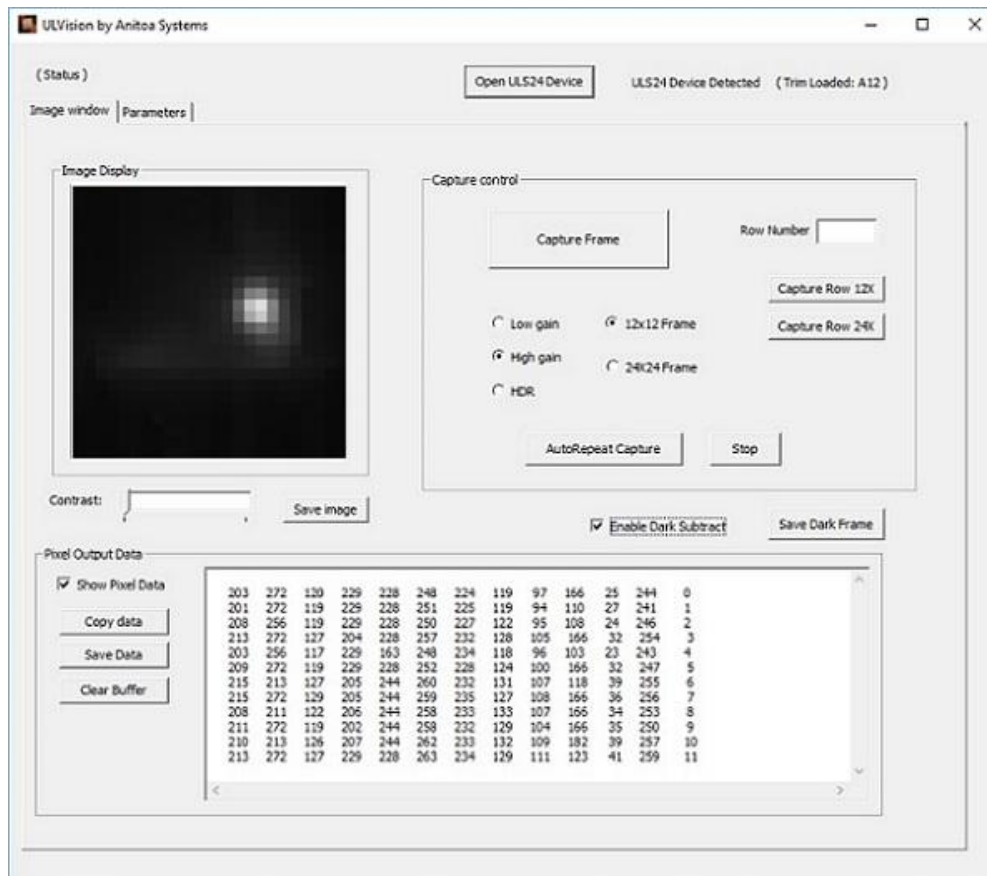 ULVision by Anitoa Systems
(Status)
Open ULS24 Device
ULS24 Device Detected
(Trim Loaded: A12)
Image window
Parameters
Image Display
Capture control
Capture Frame
Row Number
Capture Row 12X
Low gain
12x12 Frame
Capture Row 24X
High gain
24X24 Frame
HDR
AutoRepeat Capture
Stop
Contrast:
Save image
Enable Dark Subtract
Save Dark Frame
Pixel Output Data
Show Pixel Data
Copy data
Save Data
Clear Buffer
203 272 120 229 228 248 224 119 97 166 25 244 0
201 272 119 229 228 251 225 119 94 110 27 241 1
208 256 119 229 228 250 227 122 95 108 24 246 2
213 272 127 204 228 257 232 128 105 166 32 254 3
203 256 117 229 163 248 234 118 96 103 23 243 4
209 272 119 229 228 252 228 124 100 166 32 247 5
215 213 127 205 244 260 232 131 107 118 39 255 6
215 272 129 205 244 259 235 127 108 166 36 256 7
208 211 122 206 244 258 233 133 107 166 34 253 8
211 272 119 202 244 258 232 129 104 166 35 250 9
210 213 126 207 244 262 233 132 109 182 39 257 10
213 272 127 229 228 263 234 129 111 123 41 259 11